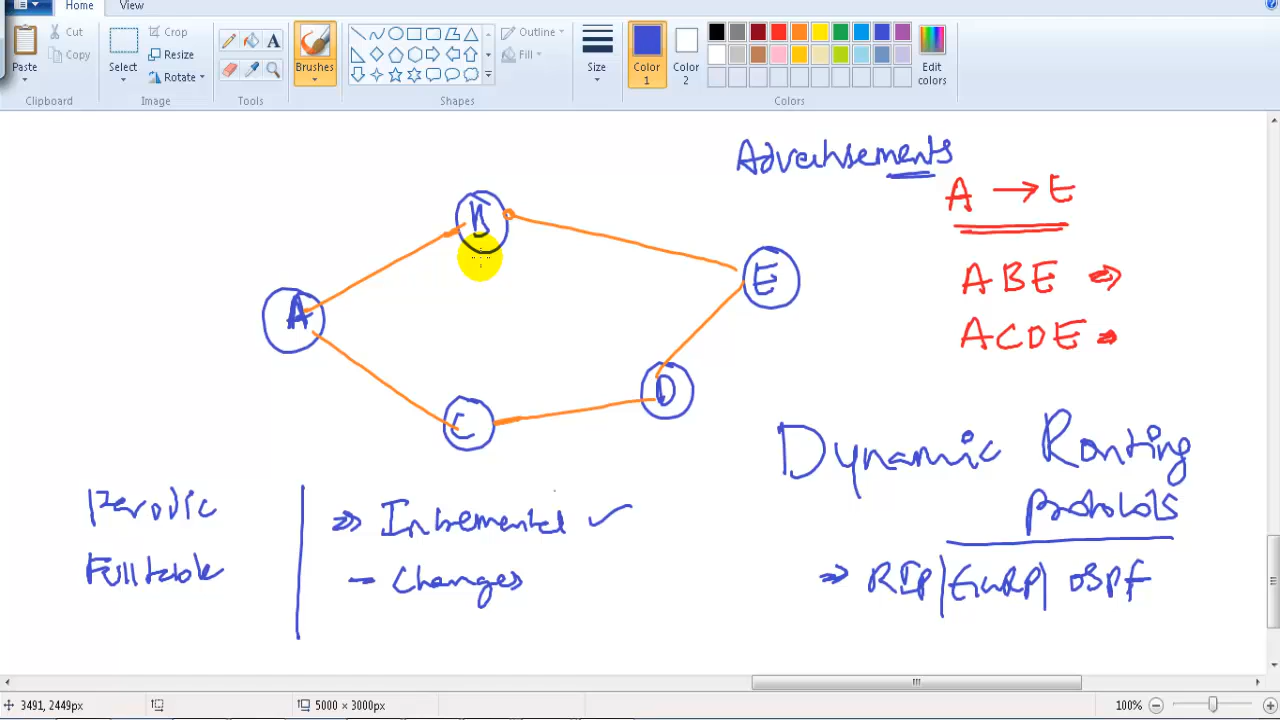 Home
View
Cut
Copy
Paste
Clipboard
Select
Crop
Resize
Rotate
Image
A
Tools
Brushes
Outline
Fill
Shapes
Size
Color
1
Color
2
Edit
colors
Colors
Advertisements
A → E
ABE ⇒
ACDE →
A
B
C
D
E
Dynamic Routing
Protocols
⇒ RIP | EIGRP | OSPF
Periodic
Full table
⇒ Incremental ✓
- Changes
3491, 2449px
5000 × 3000px
100%